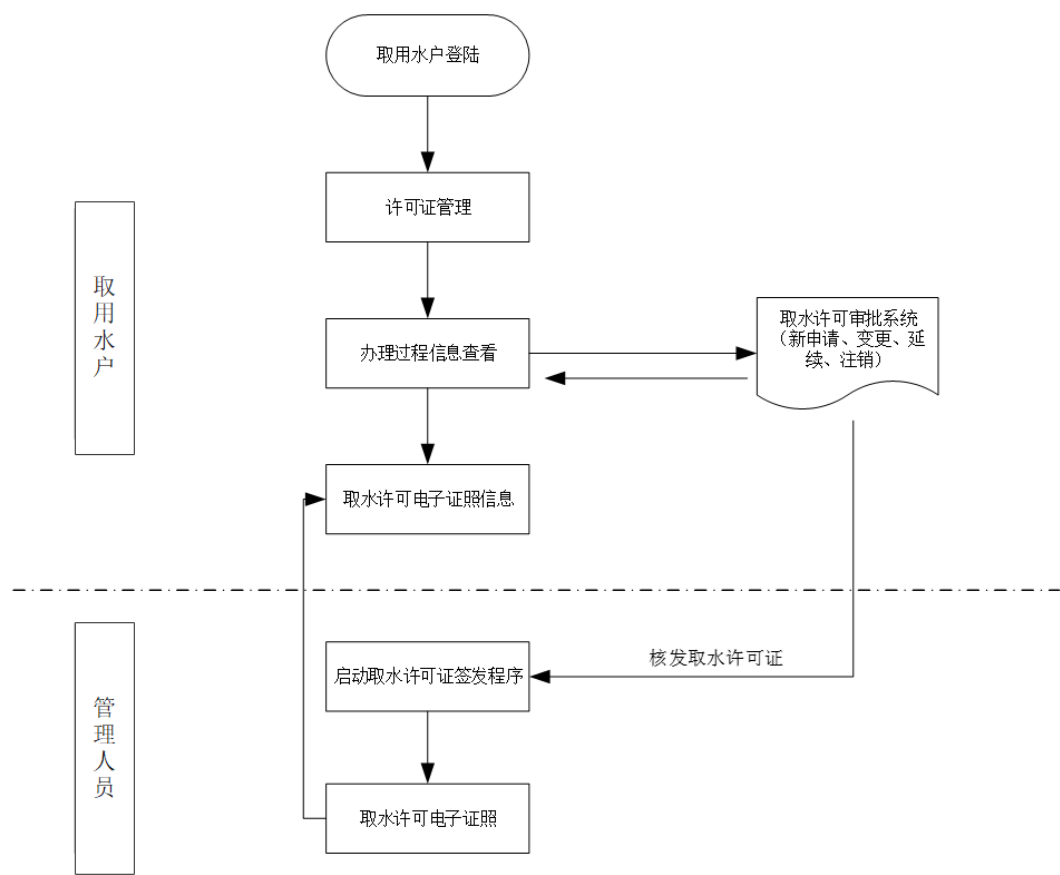 取用水户登陆
许可证管理
取用水户
办理过程信息查看
取水许可审批系统
（新申请、变更、延
续、注销）
取水许可电子证照信息
管理人员
启动取水许可证签发程序
核发取水许可证
取水许可电子证照